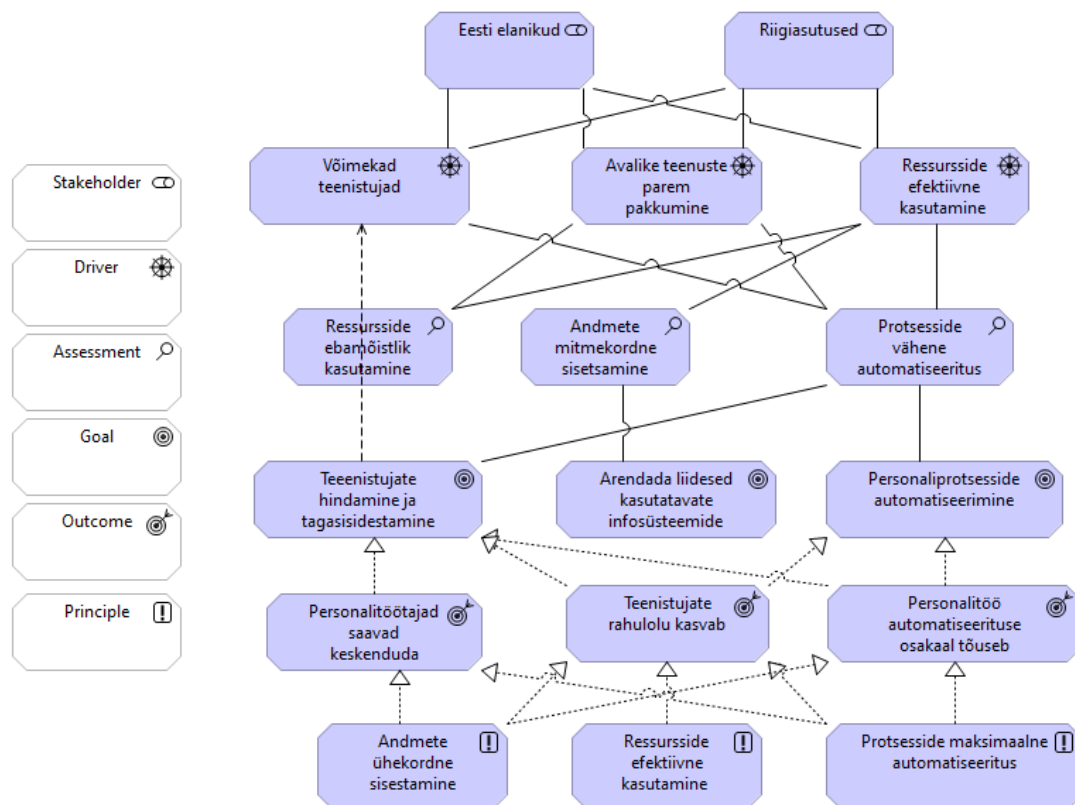 Eesti elanikud
Riigiasutused
Stakeholder
Võimekad
teenistujad
Avalike teenuste
parem
pakkumine
Ressursside
efektiivne
kasutamine
Driver
Assessment
Ressursside
ebamõistlik
kasutamine
Andmete
mitmekordne
sisetsamine
Protsesside
vähene
automatiseeritus
Goal
Teeenistujate
hindamine ja
tagasisidestamine
Arendada liidesed
kasutatavate
infosüsteemide
Personaliprotsesside
automatiseerimine
Outcome
Principle
Personalitöötajad
saavad
keskenduda
Teenistujate
rahulolu kasvab
Personalitöö
automatiseerituse
osakaal tõuseb
Andmete
ühekordne
sisestamine
Ressursside
efektiivne
kasutamine
Protsesside maksimaalne
automatiseeritus